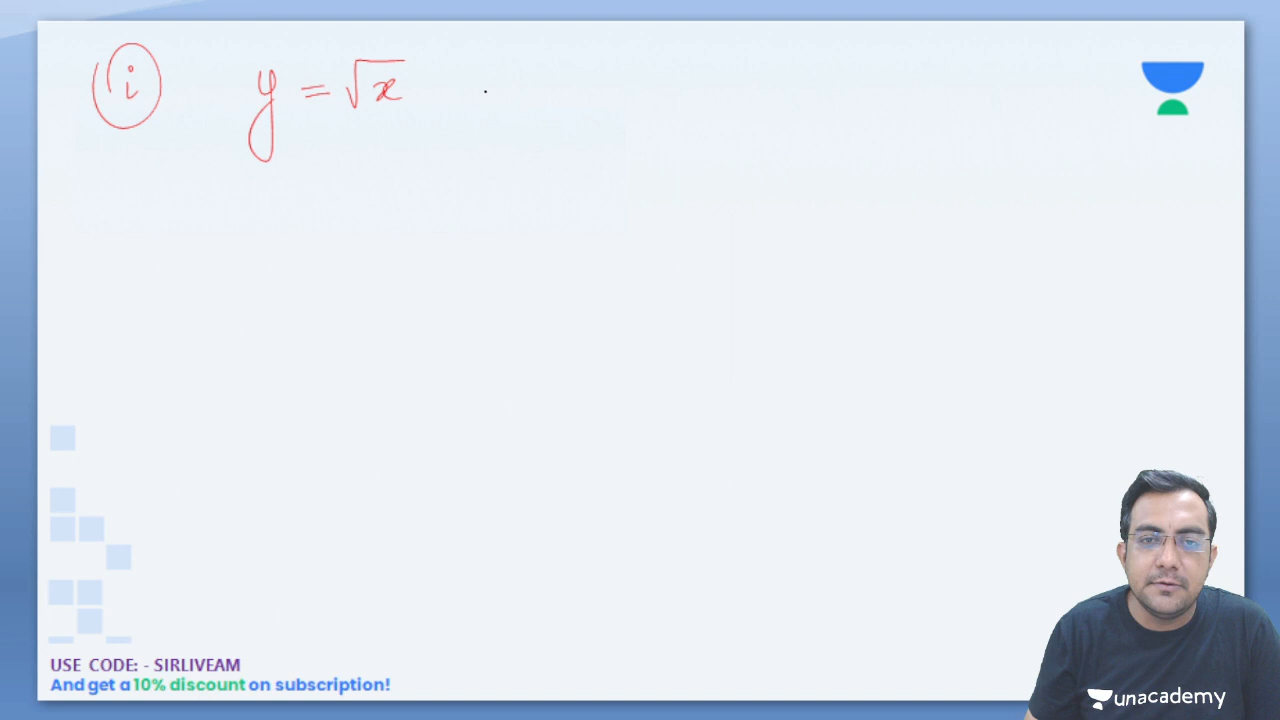 (i) y = √x
USE CODE: - SIRLIVEAM
And get a 10% discount on subscription!
unacademy